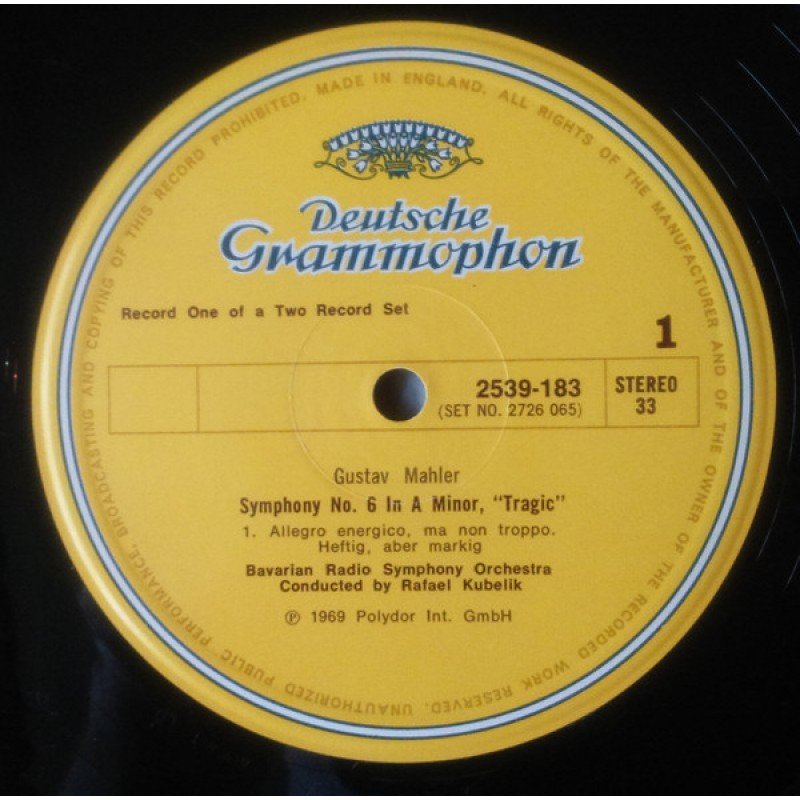 MADE IN ENGLAND. ALL RIGHTS OF THE MANUFACTURER AND OF THE OWNER OF THE RECORDED WORK RESERVED. UNAUTHORIZED PUBLIC PERFORMANCE, BROADCASTING AND COPYING OF THIS RECORD PROHIBITED.
Deutsche
Grammophon
Record One of a Two Record Set
1
2539-183
(SET NO. 2726 065)
STEREO
33
Gustav Mahler
Symphony No. 6 In A Minor, “Tragic”
1. Allegro energico, ma non troppo.
Heftig, aber markig
Bavarian Radio Symphony Orchestra
Conducted by Rafael Kubelik
℗ 1969 Polydor Int. GmbH